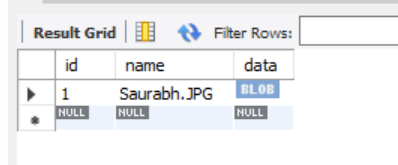 Result Grid Filter Rows:
id name data
1 Saurabh.JPG BLOB
NULL NULL NULL